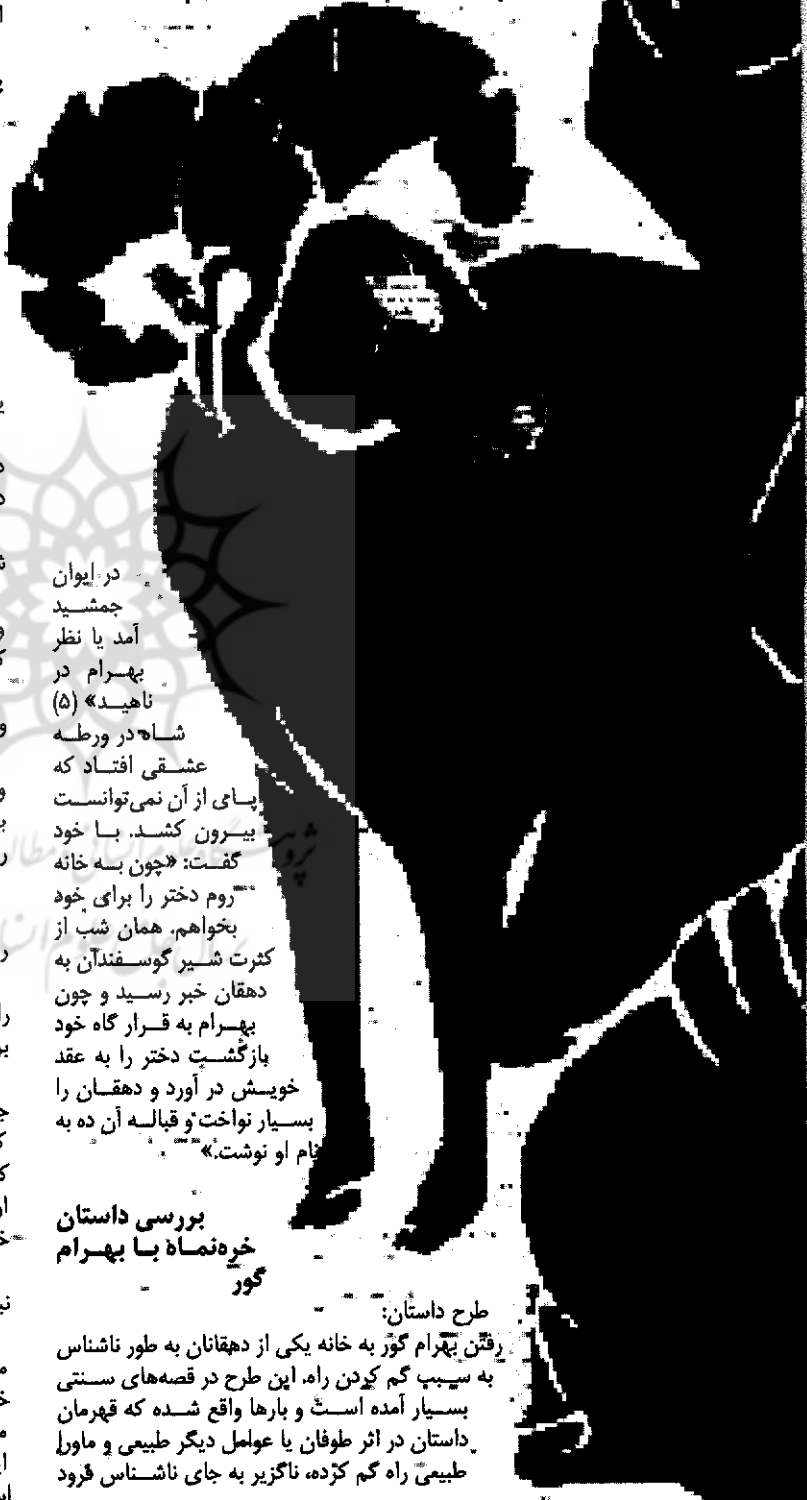 در ایوان
جمشید
آمد یا نظر
بهرام در
ناهید» (۵)
شاه در ورطه
عشقی افتاد که
پای از آن نمی‌توانست
بیرون کشد. با خود
گفت: «چون به خانه
روم دختر را برای خود
بخواهم. همان شب از
کثرت شیر گوسفندآن به
دهقان خبر رسید و چون
بهرام به قرار گاه خود
بازگشت دختر را به عقد
خویش در آورد و دهقان را
بسیار نواخت و قباله آن ده به
نام او نوشت.»
بررسی داستان
خره‌نماه با بهرام
گور
طرح داستان:
رفتن بهرام گور به خانه یکی از دهقانان به طور ناشناس
به سبب گم کردن راه. این طرح در قصه‌های سنتی
بسیار آمده است و بارها واقع شده که قهرمان
داستان در اثر طوفان یا عوامل دیگر طبیعی و ماورا
طبیعی راه گم کرده، ناگزیر به جای ناشناس فرود